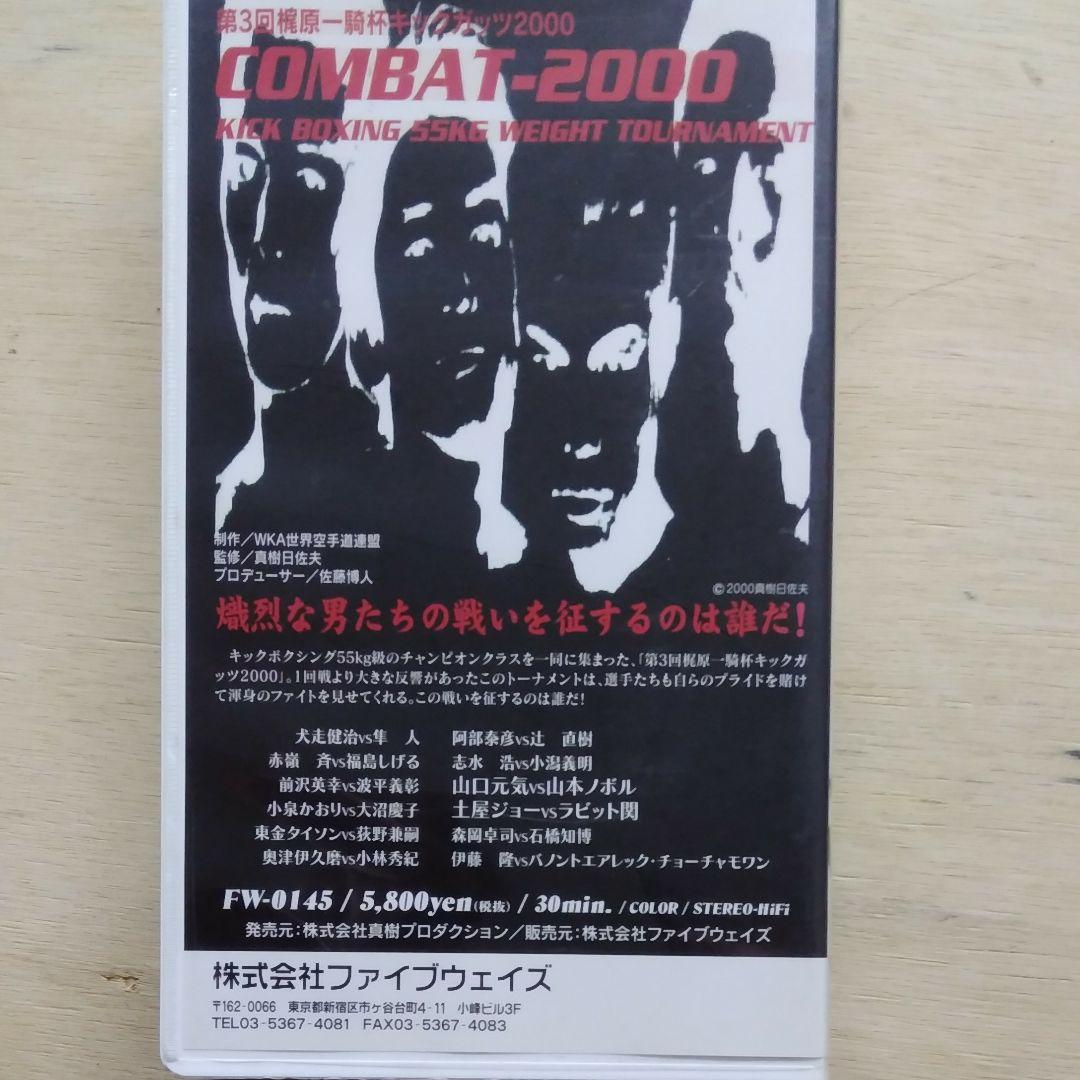 第3回梶原一騎杯キックガッツ2000
COMBAT-2000
KICK BOXING 55KG WEIGHT TOURNAMENT
制作／WKA世界空手道連盟
監修／真樹日佐夫
プロデューサー／佐藤博人
©2000真樹日佐夫
熾烈な男たちの戦いを征するのは誰だ!
キックボクシング55kg級のチャンピオンクラスを一同に集まった、「第3回梶原一騎杯キックガ
ッツ2000」。1回戦より大きな反響があったこのトーナメントは、選手たちも自らのプライドを賭け
て渾身のファイトを見せてくれる。この戦いを征するのは誰だ!
犬走健治vs隼　人　阿部泰彦vs辻　直樹
赤嶺　斉vs福島しげる　志水　浩vs小潟義明
前沢英幸vs波平義彰　山口元気vs山本ノボル
小泉かおりvs大沼慶子　土屋ジョーvsラビット関
東金タイソンvs荻野兼嗣　森岡卓司vs石橋知博
奥津伊久磨vs小林秀紀　伊藤　隆vsバノントエアレック・チョーチャモワン
FW-0145 / 5,800yen(税抜) / 30min. / COLOR / STEREO-HiFi
発売元：株式会社真樹プロダクション／販売元：株式会社ファイブウェイズ
株式会社ファイブウェイズ
〒162-0066　東京都新宿区市ヶ谷台町4-11　小峰ビル3F
TEL03-5367-4081　FAX03-5367-4083